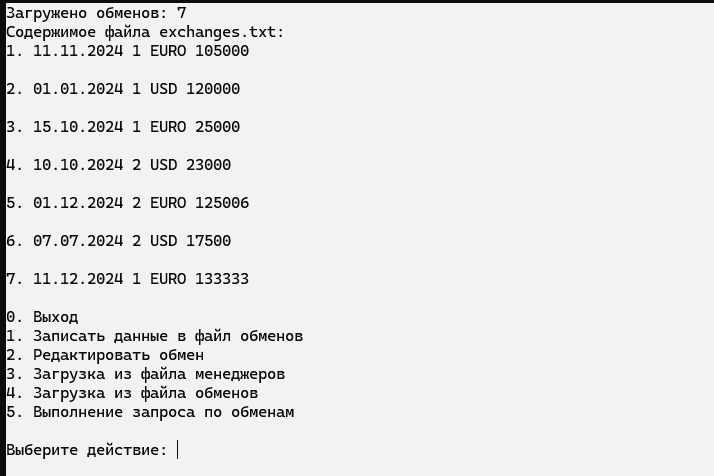 Загружено обменов: 7
Содержимое файла exchanges.txt:
1. 11.11.2024 1 EURO 105000
2. 01.01.2024 1 USD 120000
3. 15.10.2024 1 EURO 25000
4. 10.10.2024 2 USD 23000
5. 01.12.2024 2 EURO 125006
6. 07.07.2024 2 USD 17500
7. 11.12.2024 1 EURO 133333
0. Выход
1. Записать данные в файл обменов
2. Редактировать обмен
3. Загрузка из файла менеджеров
4. Загрузка из файла обменов
5. Выполнение запроса по обменам
Выберите действие: